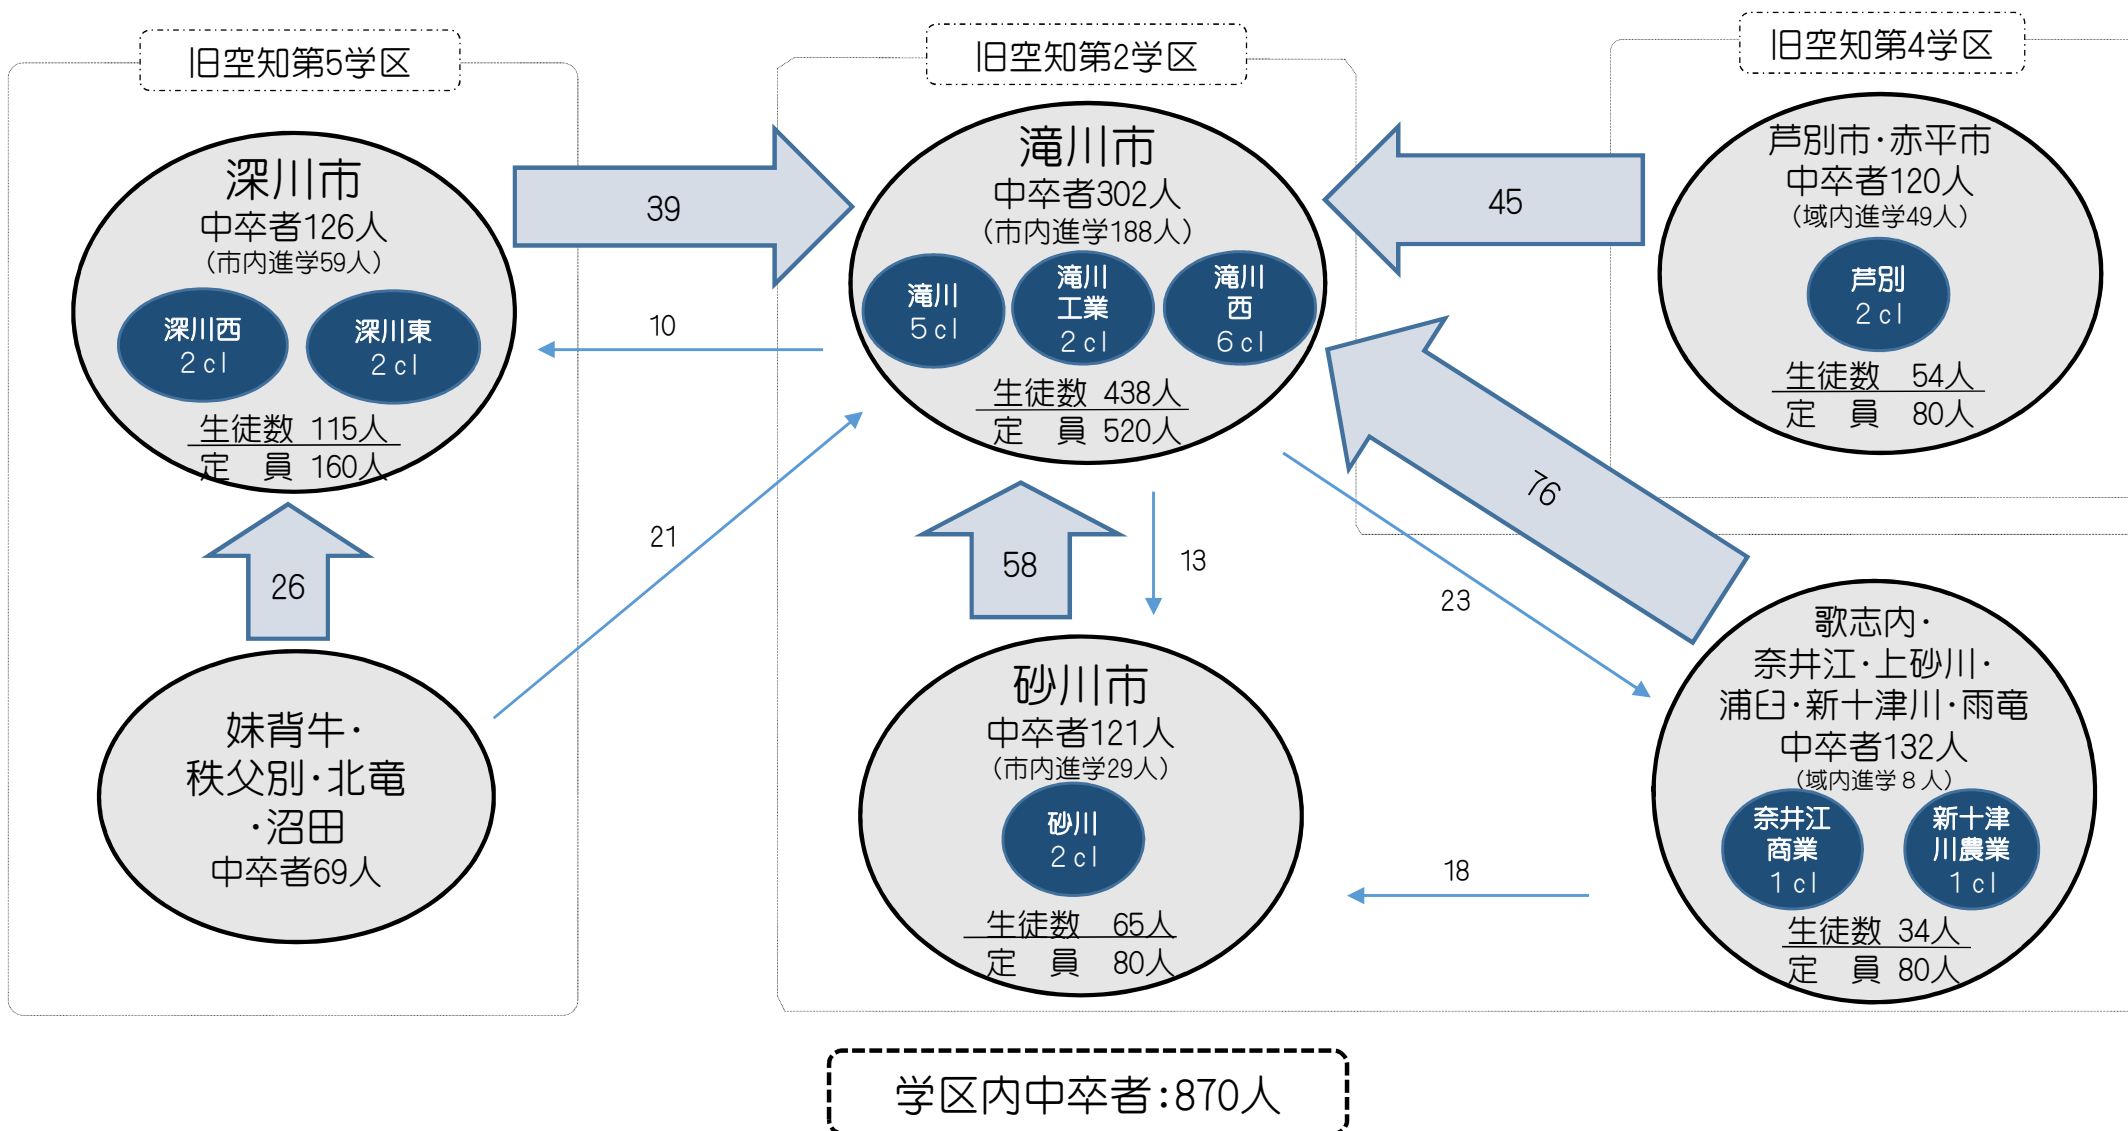 旧空知第5学区
深川市
中卒者126人
(市内進学59人)
深川西
2cl
深川東
2cl
生徒数 115人
定 員 160人
26
妹背牛・
秩父別・北竜
・沼田
中卒者69人
39
10
21
旧空知第2学区
滝川市
中卒者302人
(市内進学188人)
滝川
5cl
滝川
工業
2cl
滝川
西
6cl
生徒数 438人
定 員 520人
58
13
砂川市
中卒者121人
(市内進学29人)
砂川
2cl
生徒数 65人
定 員 80人
旧空知第4学区
芦別市・赤平市
中卒者120人
(域内進学49人)
芦別
2cl
生徒数 54人
定 員 80人
45
76
23
18
歌志内・
奈井江・上砂川・
浦臼・新十津川・雨竜
中卒者132人
(域内進学8人)
奈井江
商業
1cl
新十津
川農業
1cl
生徒数 34人
定 員 80人
学区内中卒者:870人